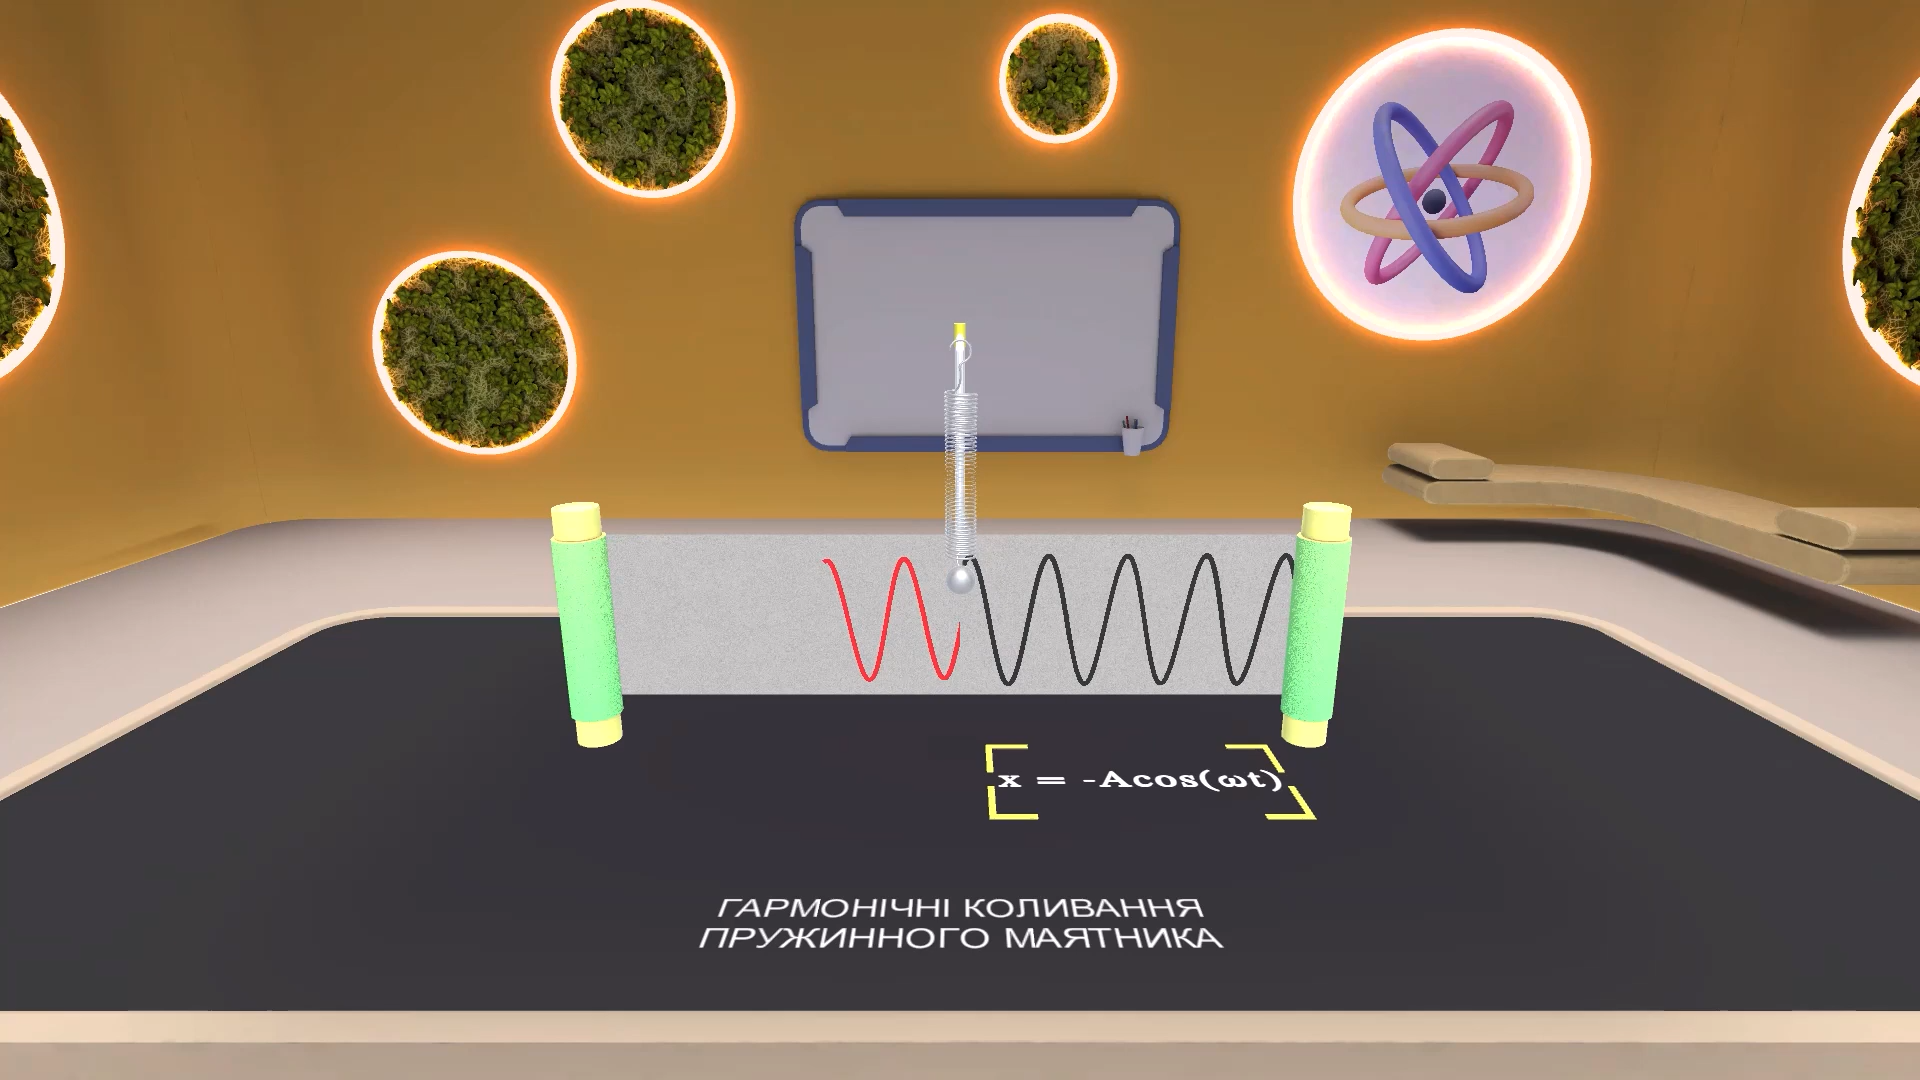 x = -Acos(ωt)
ГАРМОНІЧНІ КОЛИВАННЯ
ПРУЖИННОГО МАЯТНИКА